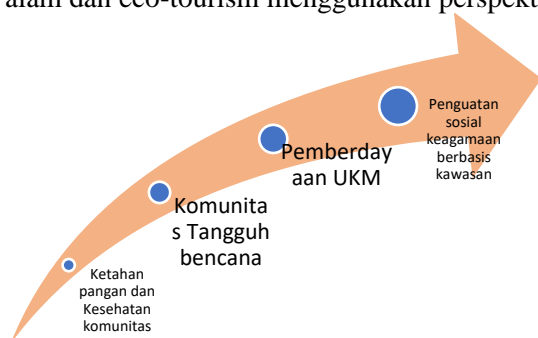 alam dan eco-tourism menggunakan perspekt
Penguatan
sosial
keagamaan
berbasis
kawasan
Pemberday
aan UKM
Komunita
s Tangguh
bencana
Ketahan
pangan dan
Kesehatan
komunitas